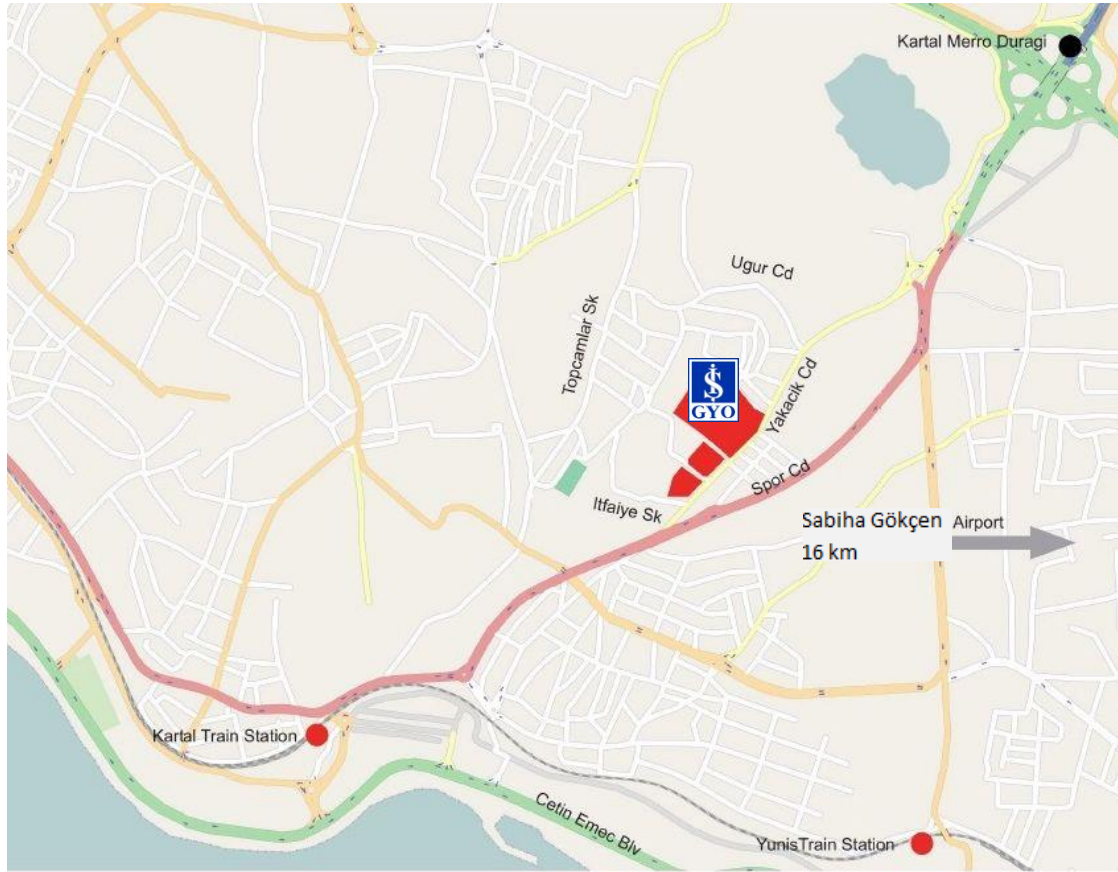 Kartal Merro Duragi
Ugur Cd
Topcamlar Sk
İŞ
GYO
Yakacik Cd
Spor Cd
Itfaiye Sk
Sabiha Gökçen
Airport
16 km
Kartal Train Station
Cetin Emec Blv
YunisTrain Station